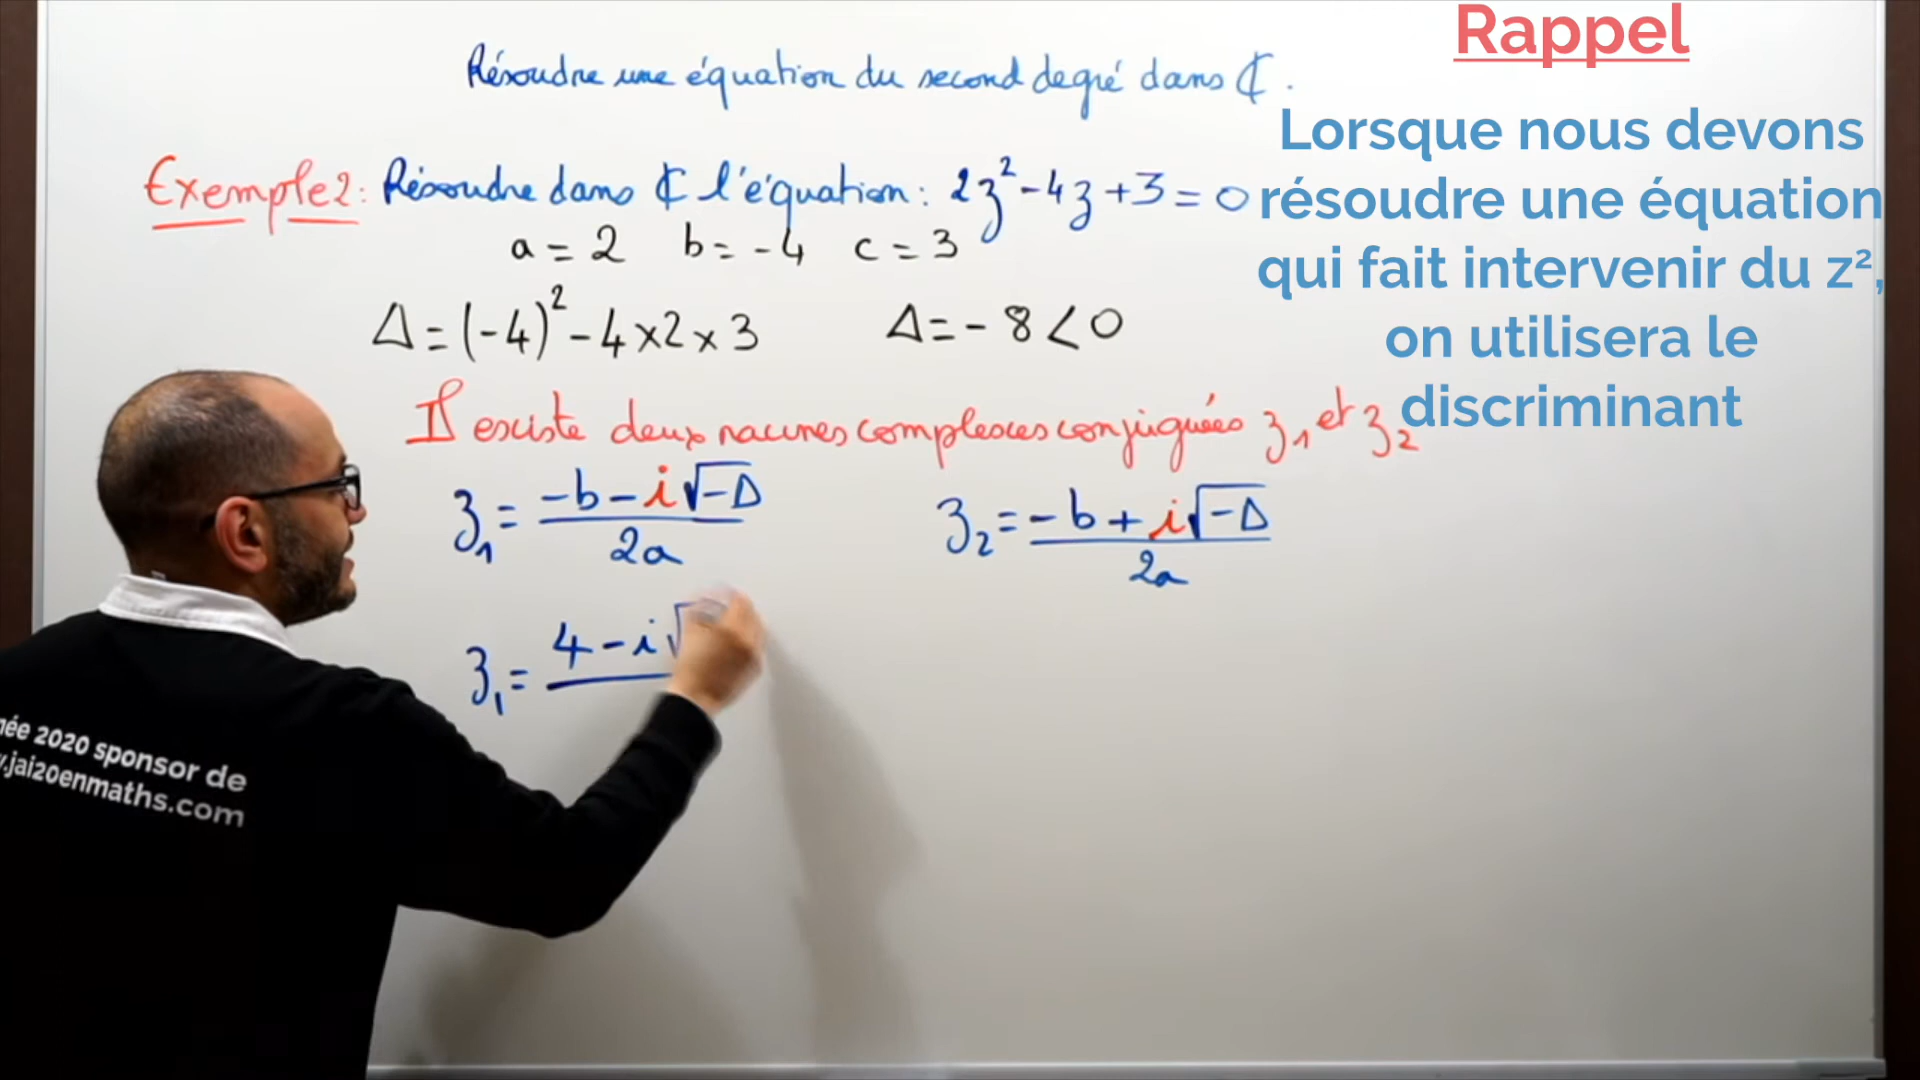 Résoudre une équation du second degré dans ℂ.
Exemple 2: Résoudre dans ℂ l'équation: 2z² - 4z + 3 = 0
a = 2 b = -4 c = 3
Δ = (-4)² - 4 x 2 x 3 Δ = - 8 < 0
Il existe deux racines complexes conjuguées z₁ et z₂
z₁ = (-b - i√-Δ) / 2a z₂ = (-b + i√-Δ) / 2a
z₁ = 4 - i√
Rappel
Lorsque nous devons
résoudre une équation
qui fait intervenir du z²,
on utilisera le
discriminant
née 2020 sponsor de
.jai20enmaths.com